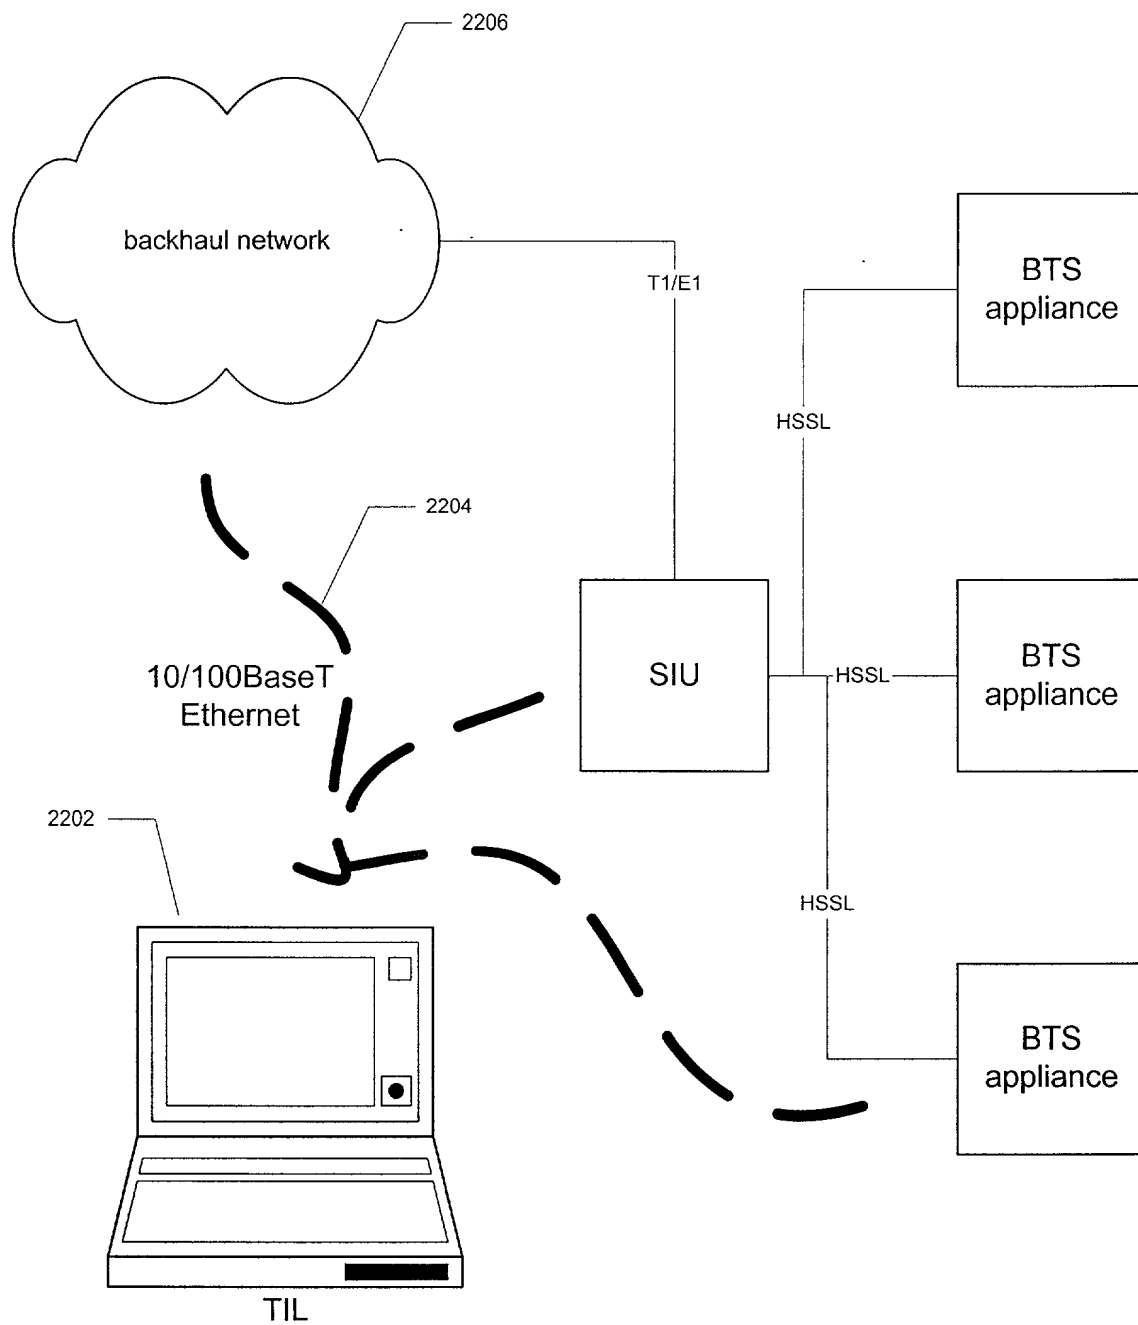 2206
backhaul network
T1/E1
BTS
appliance
HSSL
2204
10/100BaseT
Ethernet
SIU
HSSL
BTS
appliance
2202
HSSL
BTS
appliance
TIL